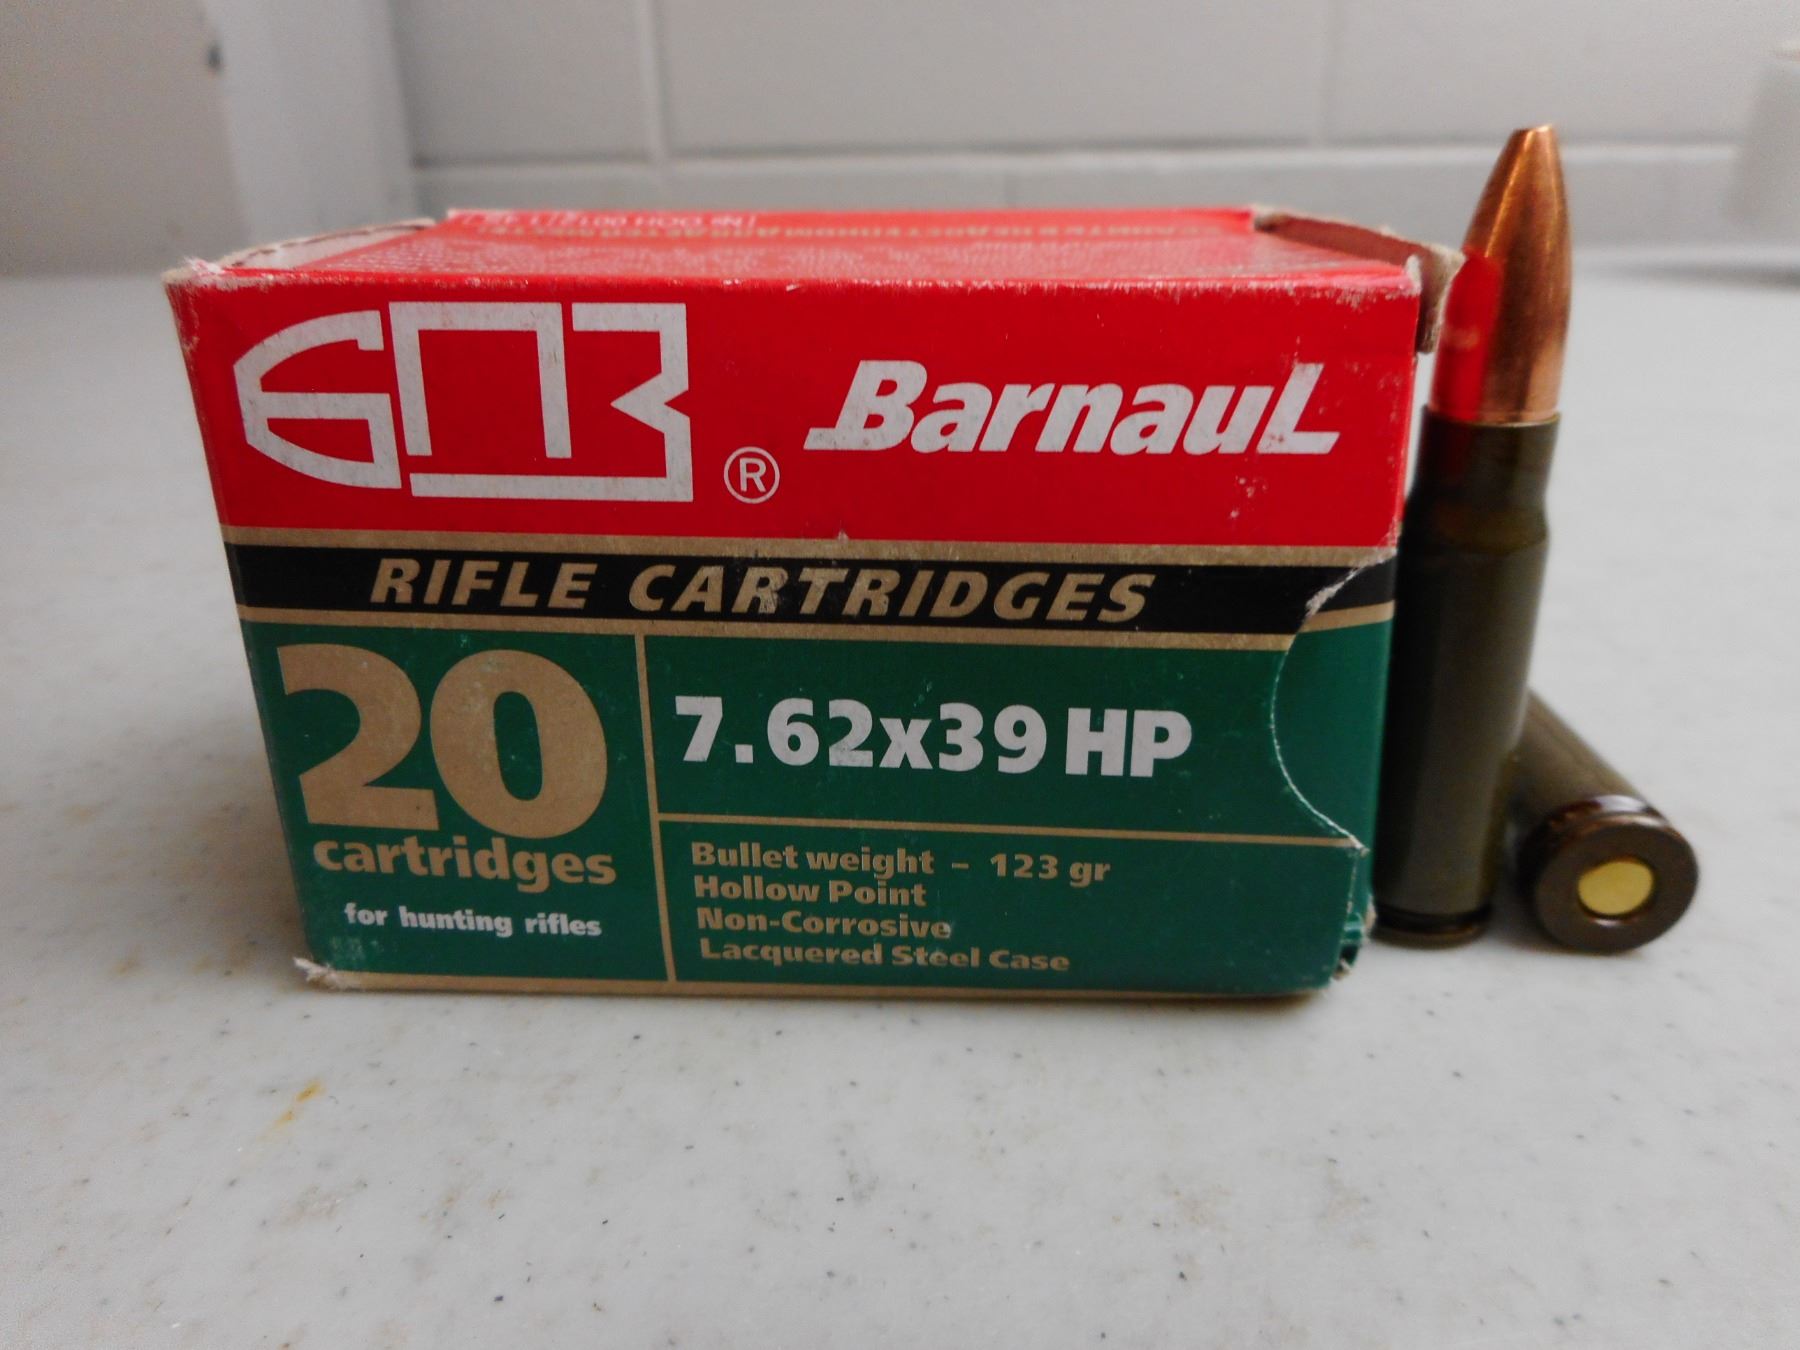 БПЗ ® Barnaul
RIFLE CARTRIDGES
20
cartridges
for hunting rifles
7.62x39 HP
Bullet weight – 123 gr
Hollow Point
Non-Corrosive
Lacquered Steel Case